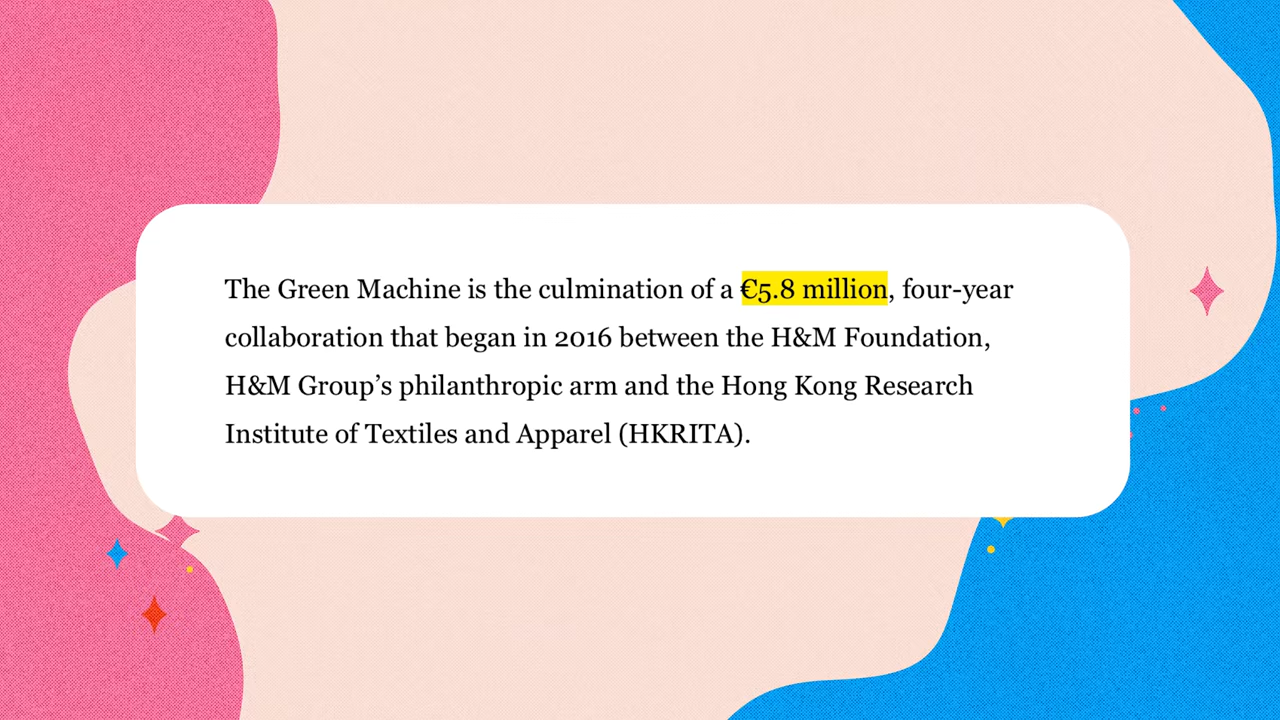 The Green Machine is the culmination of a €5.8 million, four-year
collaboration that began in 2016 between the H&M Foundation,
H&M Group’s philanthropic arm and the Hong Kong Research
Institute of Textiles and Apparel (HKRITA).